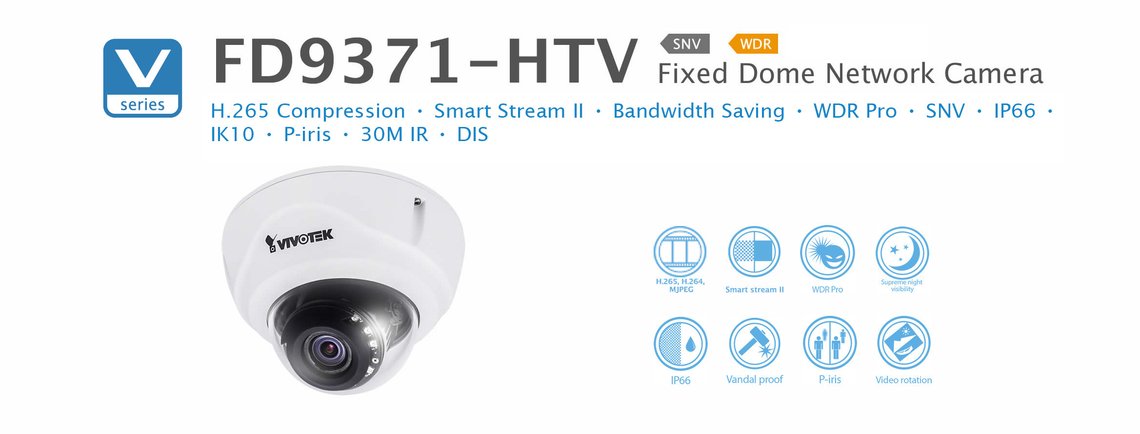 V
series
FD9371-HTV
SNV
WDR
Fixed Dome Network Camera
H.265 Compression · Smart Stream II · Bandwidth Saving · WDR Pro · SNV · IP66 ·
IK10 · P-iris · 30M IR · DIS
VIVOTEK
H.265, H.264,
MJPEG
Smart stream II
WDR Pro
Supreme night
visibility
IP66
Vandal proof
P-iris
Video rotation